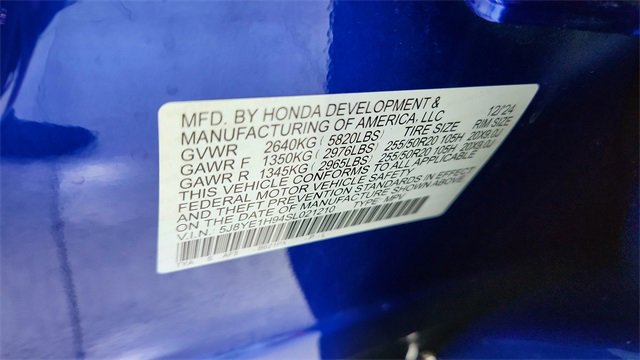 MFD. BY HONDA DEVELOPMENT &
MANUFACTURING OF AMERICA, LLC 12/24
GVWR 2640KG ( 5820LBS) TIRE SIZE RIM SIZE
GAWR F 1350KG ( 2976LBS) 255/50R20 105H 20X8.0J
GAWR R 1345KG ( 2965LBS) 255/50R20 105H 20X8.0J
THIS VEHICLE CONFORMS TO ALL APPLICABLE
FEDERAL MOTOR VEHICLE SAFETY
AND THEFT PREVENTION STANDARDS IN EFFECT
ON THE DATE OF MANUFACTURE SHOWN ABOVE.
V.I.N.: 5J8YE1H94SL021210 TYPE: MPV